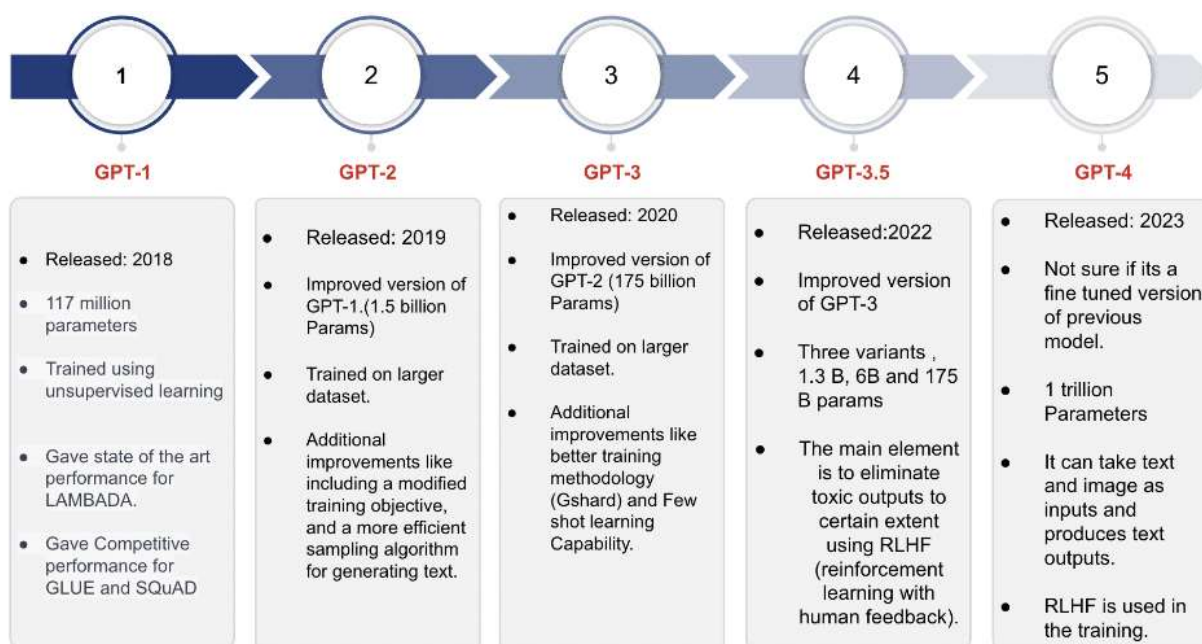 1
2
3
4
5
GPT-1
GPT-2
GPT-3
GPT-3.5
GPT-4
Released: 2018
117 million
parameters
Trained using
unsupervised learning
Gave state of the art
performance for
LAMBADA.
Gave Competitive
performance for
GLUE and SQuAD
Released: 2019
Improved version of
GPT-1.(1.5 billion
Params)
Trained on larger
dataset.
Additional
improvements like
including a modified
training objective,
and a more efficient
sampling algorithm
for generating text.
Released: 2020
Improved version of
GPT-2 (175 billion
Params)
Trained on larger
dataset.
Additional
improvements like
better training
methodology
(Gshard) and Few
shot learning
Capability.
Released:2022
Improved version
of GPT-3
Three variants ,
1.3 B, 6B and 175
B params
The main element
is to eliminate
toxic outputs to
certain extent
using RLHF
(reinforcement
learning with
human feedback).
Released: 2023
Not sure if its a
fine tuned version
of previous
model.
1 trillion
Parameters
It can take text
and image as
inputs and
produces text
outputs.
RLHF is used in
the training.